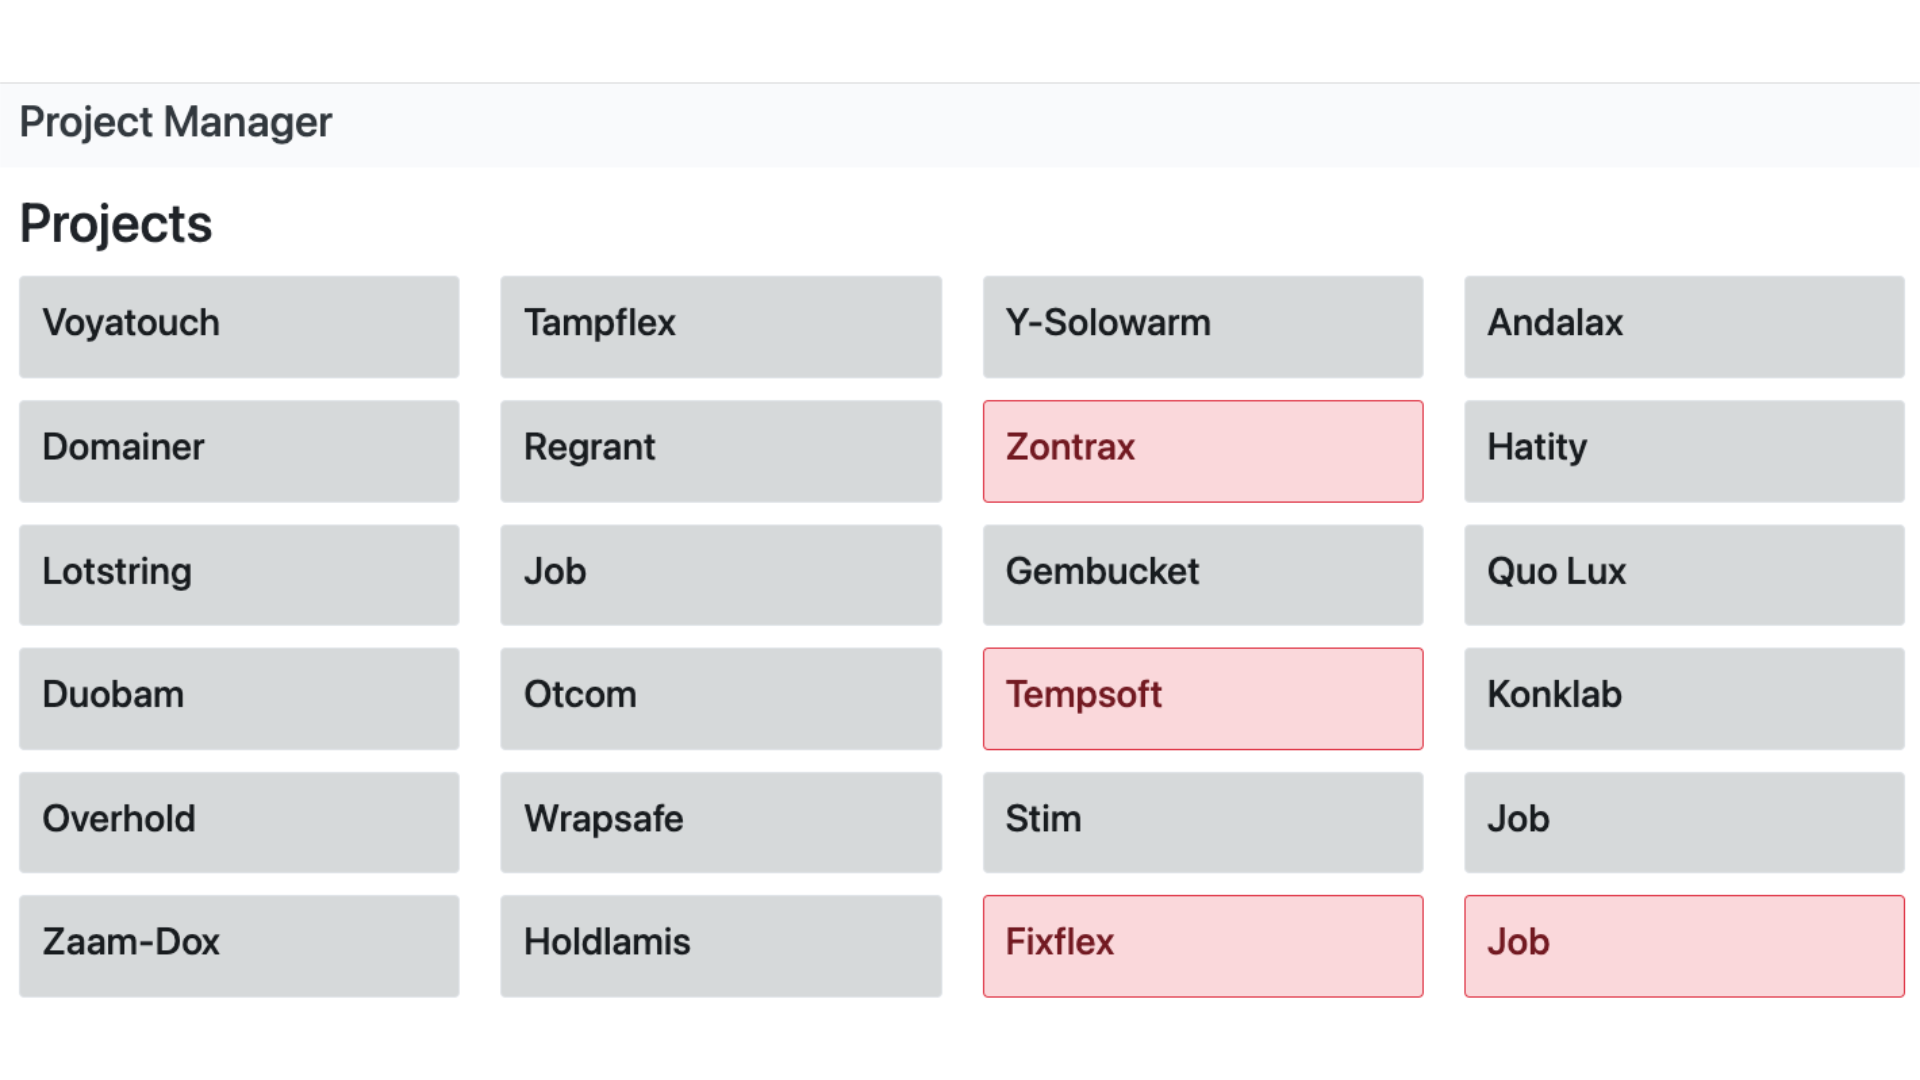 Project Manager
Projects
Voyatouch
Tampflex
Y-Solowarm
Andalax
Domainer
Regrant
Zontrax
Hatity
Lotstring
Job
Gembucket
Quo Lux
Duobam
Otcom
Tempsoft
Konklab
Overhold
Wrapsafe
Stim
Job
Zaam-Dox
Holdlamis
Fixflex
Job